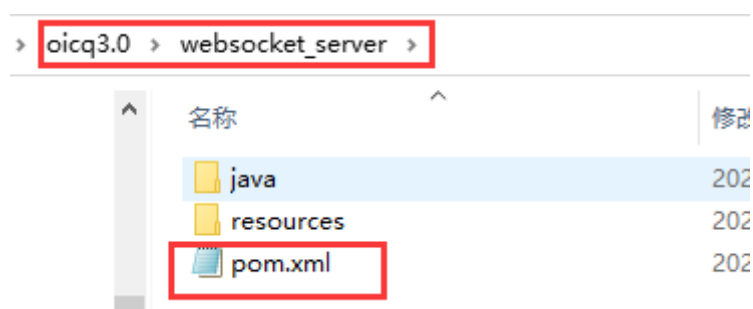 oicq3.0 > websocket_server >
名称 修改
java 202
resources 202
pom.xml 202